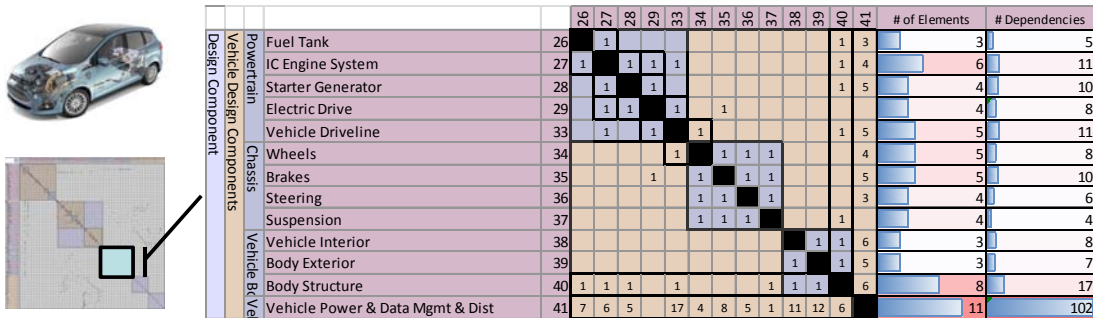 26 27 28 29 33 34 35 36 37 38 39 40 41 # of Elements # Dependencies
Design Component
Vehicle Design Components
Powertrain
Fuel Tank 26 1 1 3 3 5
IC Engine System 27 1 1 1 1 1 4 6 11
Starter Generator 28 1 1 1 5 4 10
Electric Drive 29 1 1 1 1 4 8
Vehicle Driveline 33 1 1 1 1 5 5 11
Chassis
Wheels 34 1 1 1 1 4 5 8
Brakes 35 1 1 1 1 5 5 10
Steering 36 1 1 1 3 4 6
Suspension 37 1 1 1 1 4 4
Vehicle
Vehicle Interior 38 1 1 6 3 8
Body Exterior 39 1 1 5 3 7
Body Structure 40 1 1 1 1 1 1 1 6 8 17
Vehicle Power & Data Mgmt & Dist 41 7 6 5 17 4 8 5 1 11 12 6 11 102